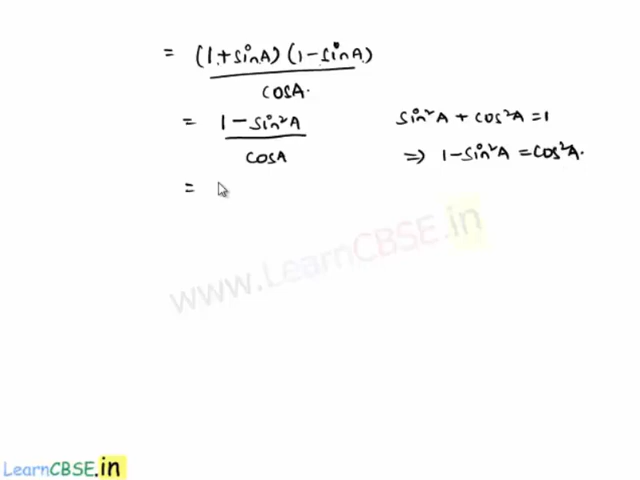 = (1+sinA)(1-sinA)
cosA.
= 1-sin²A
cosA
sin²A + cos²A = 1
⇒ 1-sin²A = cos²A.
=
www.LearnCBSE.in
LearnCBSE.in